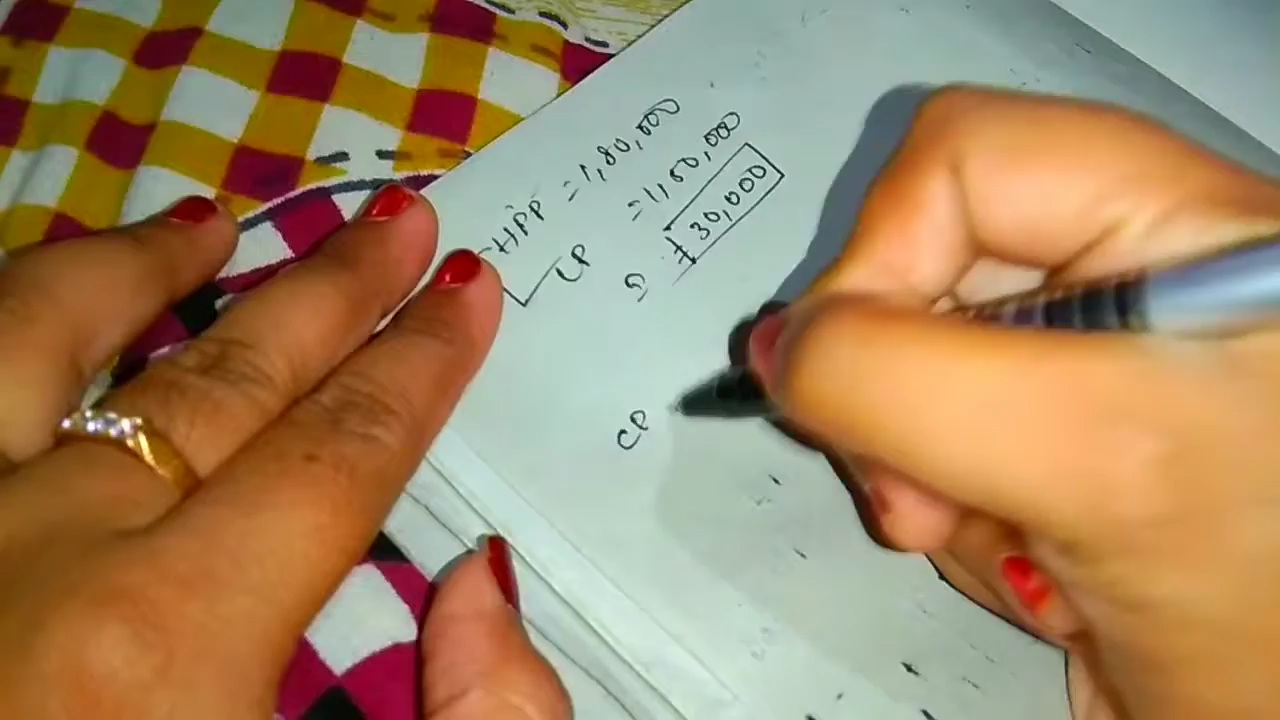 HPP = 1,80,000
CP = 1,50,000
₹ 30,000
CP